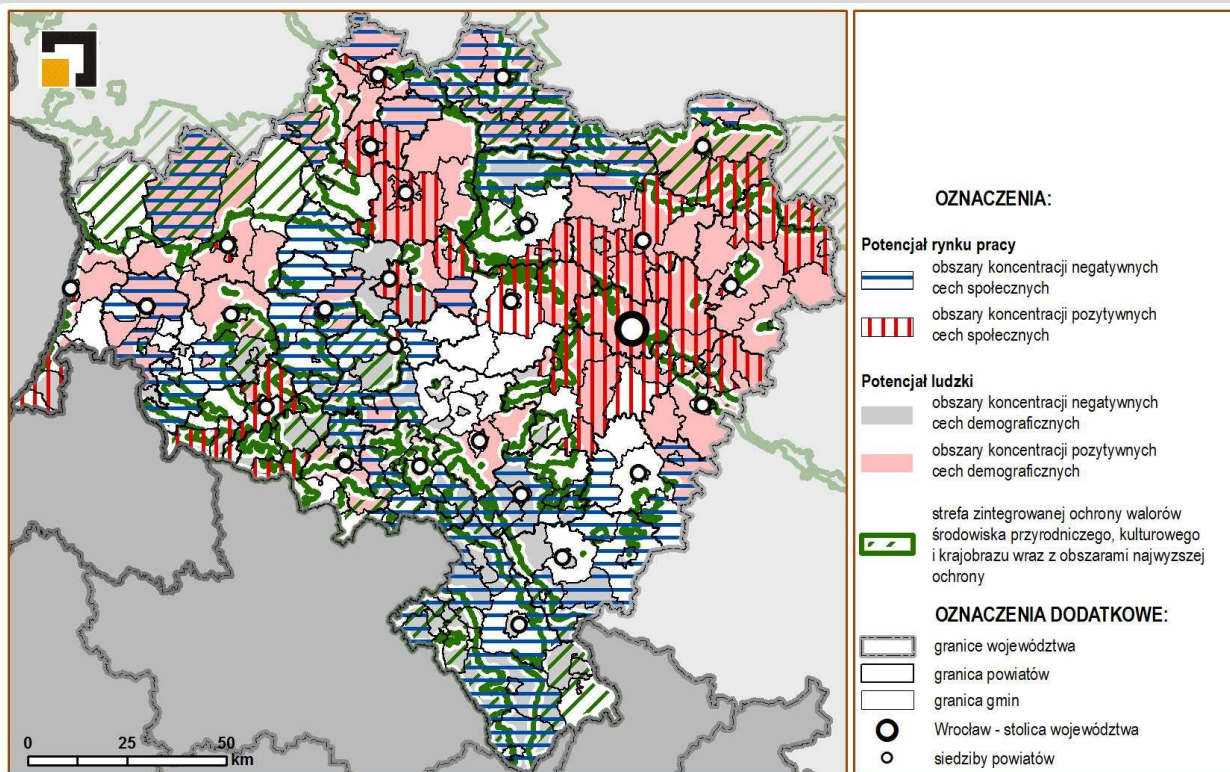 0 25 50
km
OZNACZENIA:
Potencjał rynku pracy
obszary koncentracji negatywnych
cech społecznych
obszary koncentracji pozytywnych
cech społecznych
Potencjał ludzki
obszary koncentracji negatywnych
cech demograficznych
obszary koncentracji pozytywnych
cech demograficznych
strefa zintegrowanej ochrony walorów
środowiska przyrodniczego, kulturowego
i krajobrazu wraz z obszarami najwyzszej
ochrony
OZNACZENIA DODATKOWE:
granice województwa
granica powiatów
granica gmin
Wrocław - stolica województwa
siedziby powiatów